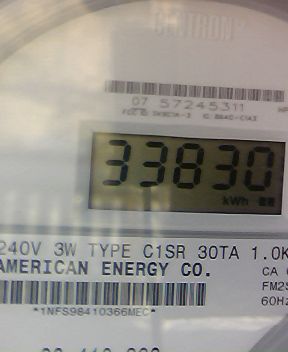 CENTRON
07 57245311
33830
kWh
240V 3W TYPE C1SR 30TA 1.0K
AMERICAN ENERGY CO.
CA
FM2S
60Hz
*1NFS98410366MEC*